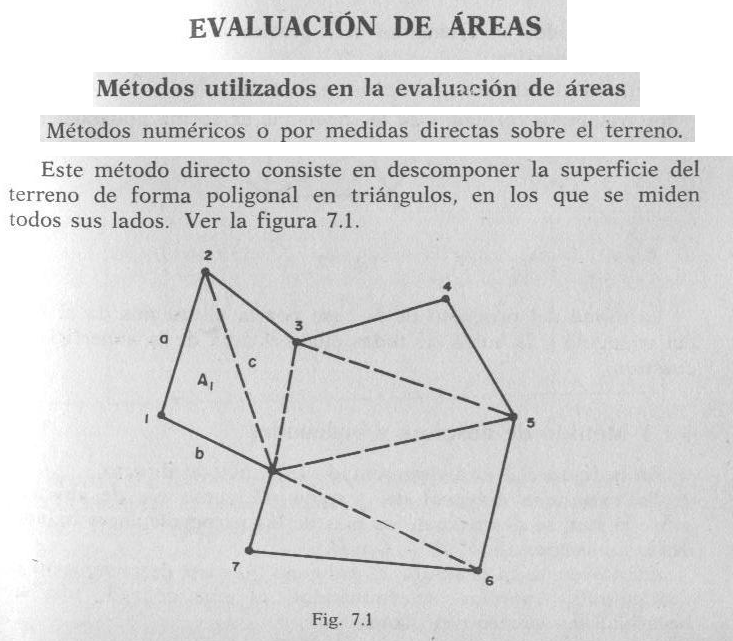 EVALUACIÓN DE ÁREAS
Métodos utilizados en la evaluación de áreas
Métodos numéricos o por medidas directas sobre el terreno.
Este método directo consiste en descomponer la superficie del
terreno de forma poligonal en triángulos, en los que se miden
todos sus lados. Ver la figura 7.1.
2
4
3
a
c
A₁
1
5
b
7
6
Fig. 7.1